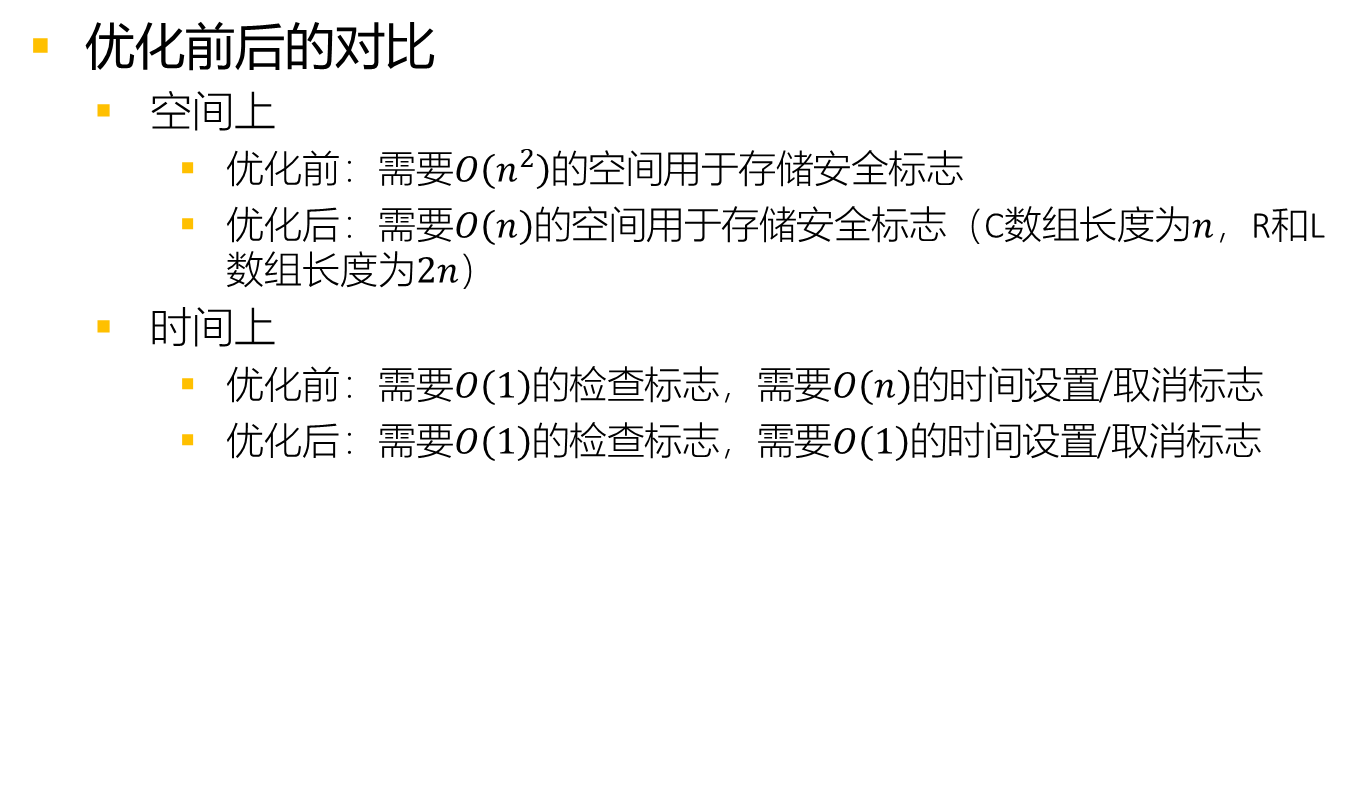 优化前后的对比
空间上
优化前：需要O(n²)的空间用于存储安全标志
优化后：需要O(n)的空间用于存储安全标志（C数组长度为n，R和L
数组长度为2n）
时间上
优化前：需要O(1)的检查标志，需要O(n)的时间设置/取消标志
优化后：需要O(1)的检查标志，需要O(1)的时间设置/取消标志